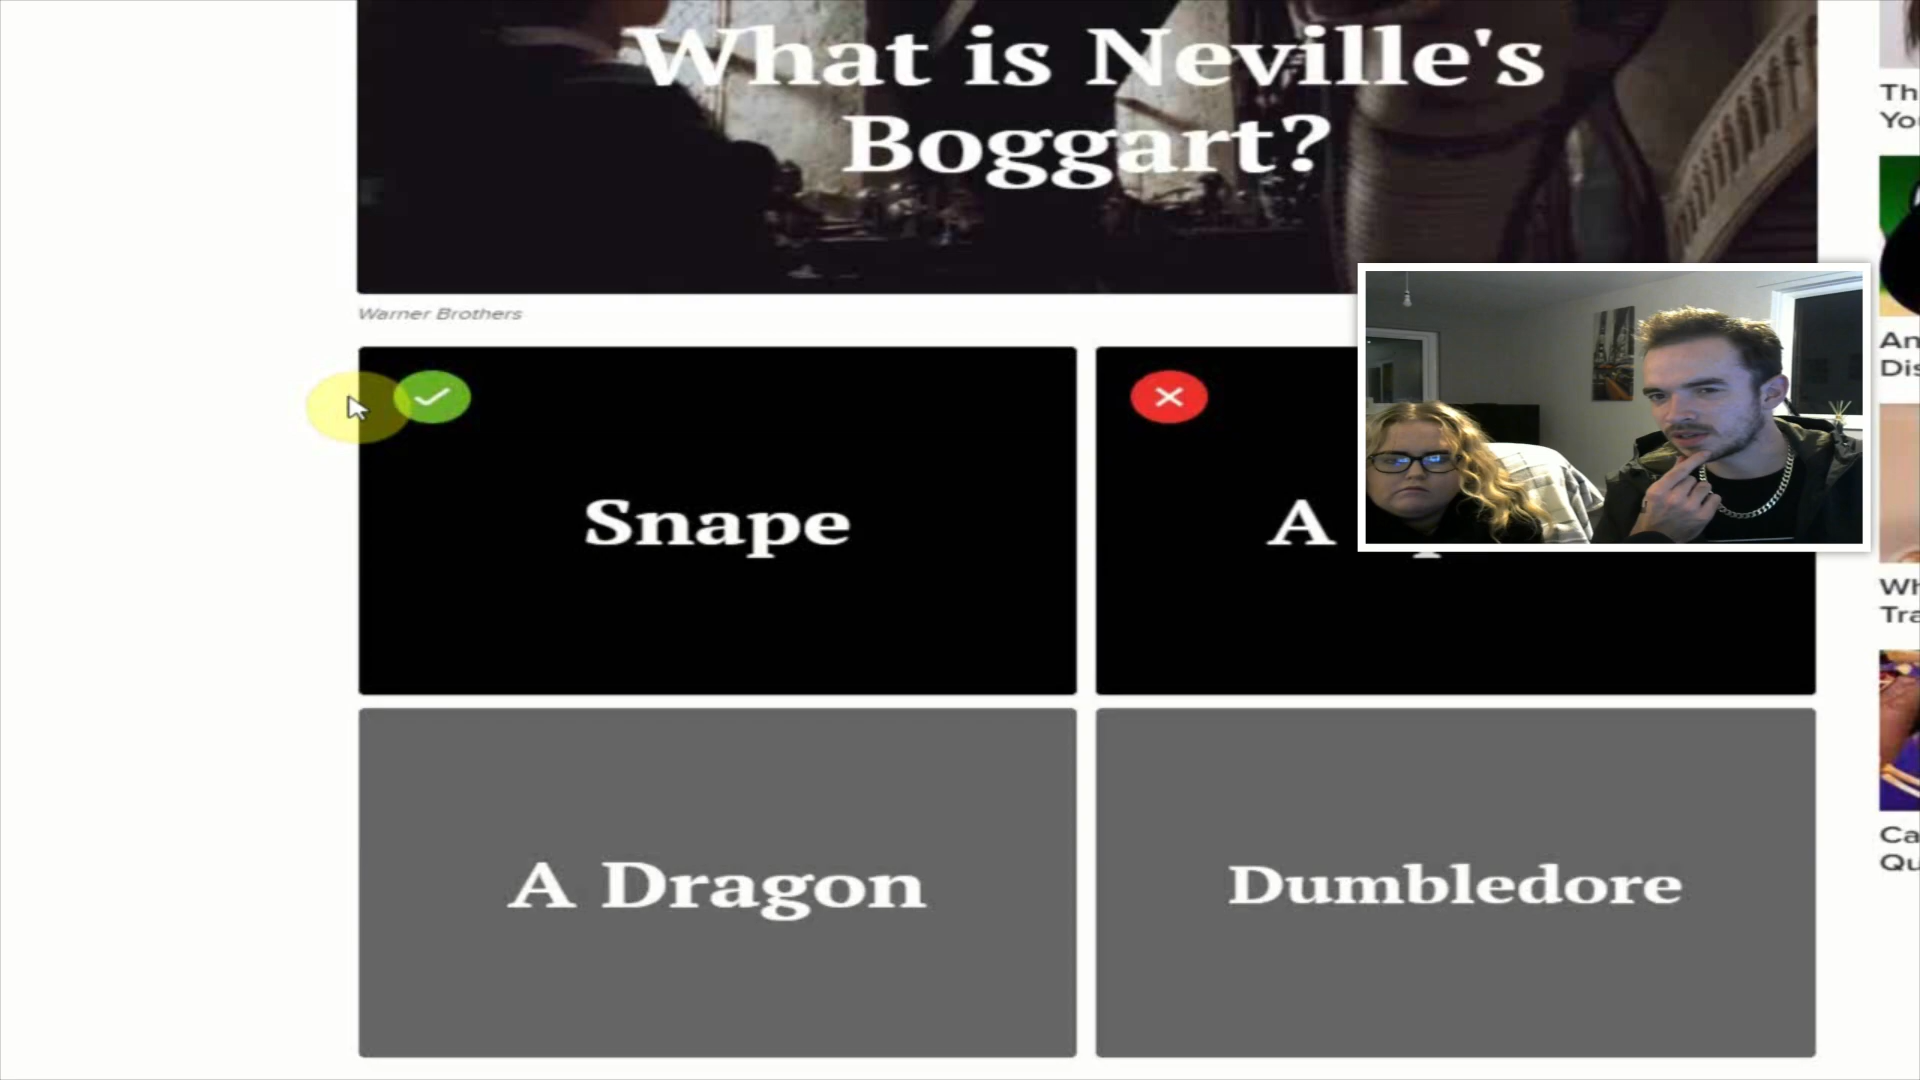 What is Neville's
Boggart?
Warner Brothers
Snape
A
A Dragon
Dumbledore
Th
Yo
An
Dis
Wh
Tra
Ca
Qu